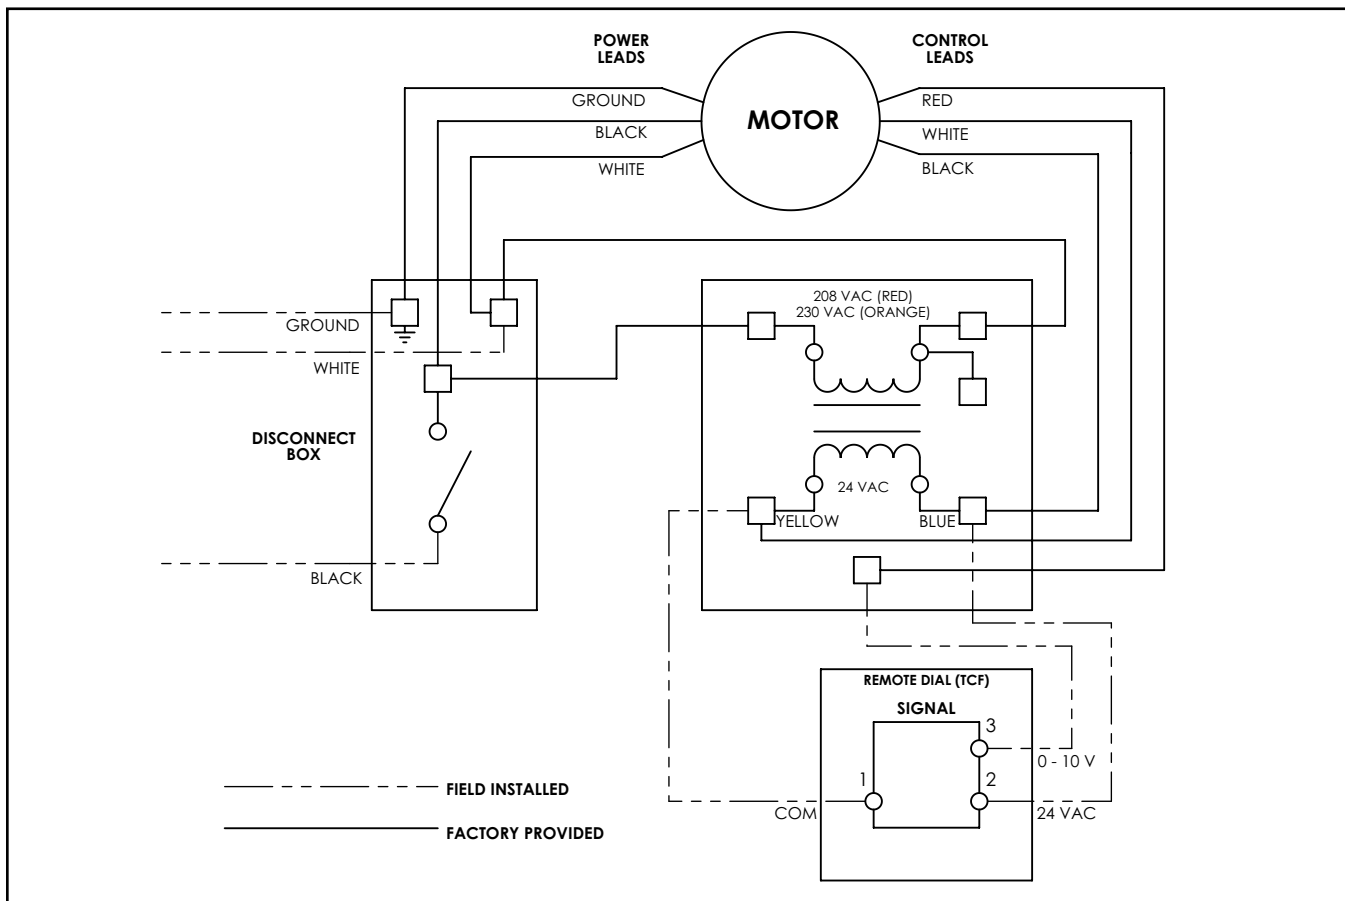 POWER
LEADS
CONTROL
LEADS
GROUND
RED
MOTOR
BLACK
WHITE
WHITE
BLACK
208 VAC (RED)
230 VAC (ORANGE)
GROUND
WHITE
DISCONNECT
BOX
24 VAC
YELLOW
BLUE
BLACK
REMOTE DIAL (TCF)
SIGNAL
3
0 - 10 V
1
2
COM
24 VAC
FIELD INSTALLED
FACTORY PROVIDED